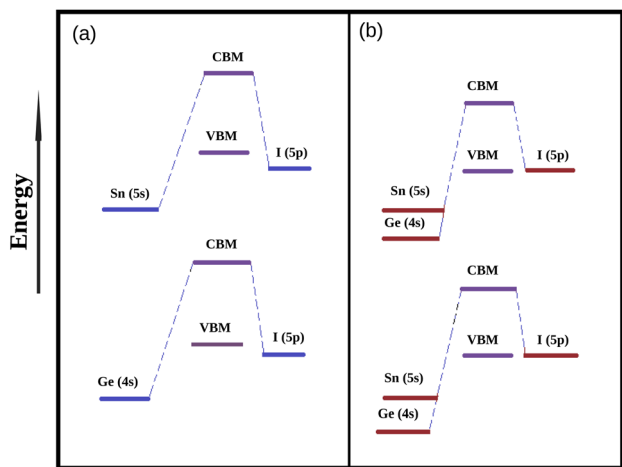 (a)
CBM
VBM
I (5p)
Sn (5s)
CBM
VBM
I (5p)
Ge (4s)
(b)
CBM
VBM
I (5p)
Sn (5s)
Ge (4s)
CBM
VBM
I (5p)
Sn (5s)
Ge (4s)
Energy